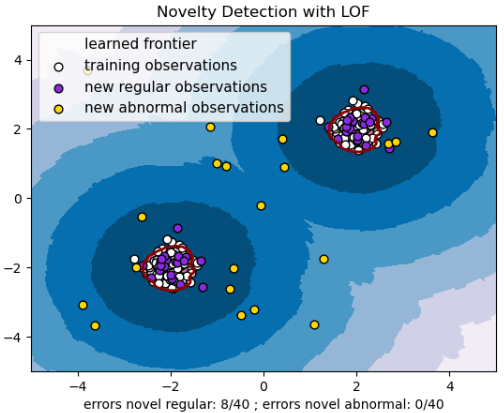 Novelty Detection with LOF
learned frontier
training observations
new regular observations
new abnormal observations
4
2
0
−2
−4
−4 −2 0 2 4
errors novel regular: 8/40 ; errors novel abnormal: 0/40